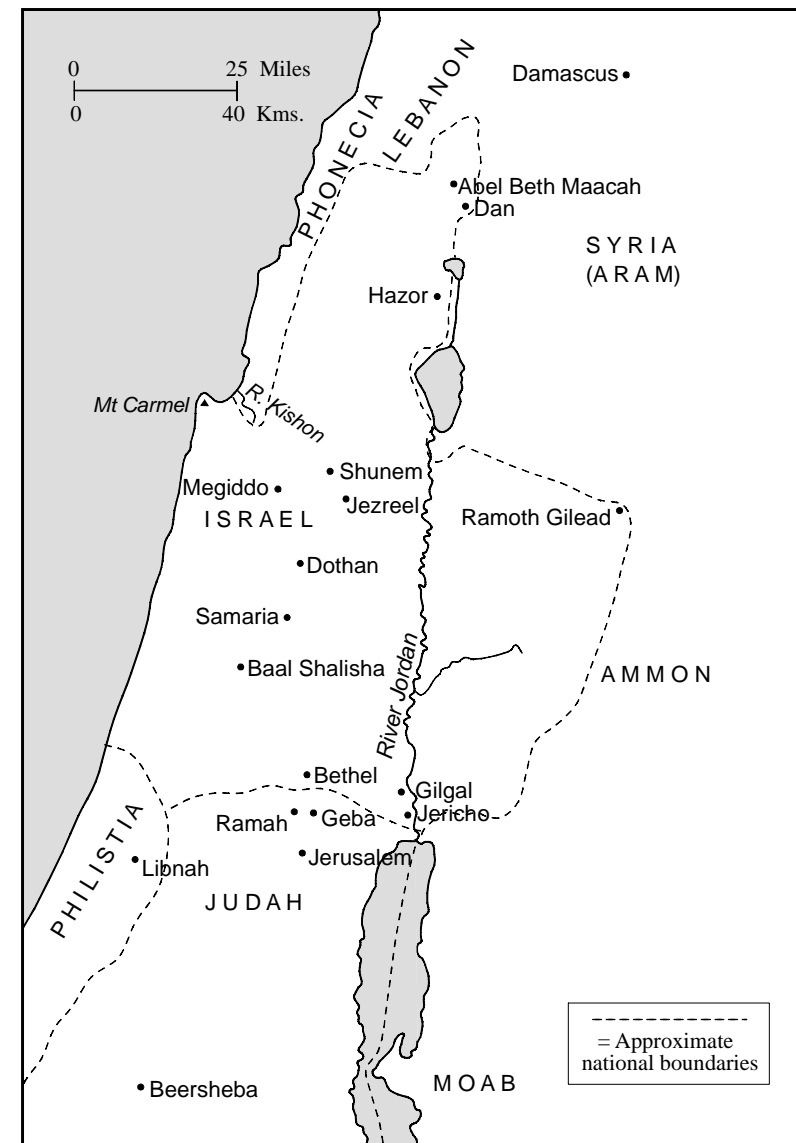 0 25 Miles
0 40 Kms.
PHONECIA
LEBANON
Damascus
Abel Beth Maacah
Dan
SYRIA
(ARAM)
Hazor
Mt Carmel
R. Kishon
Shunem
Megiddo
Jezreel
ISRAEL
Ramoth Gilead
Dothan
Samaria
River Jordan
Baal Shalisha
AMMON
Bethel
Gilgal
Jericho
Ramah
Geba
PHILISTIA
Libnah
Jerusalem
JUDAH
= Approximate
national boundaries
MOAB
Beersheba